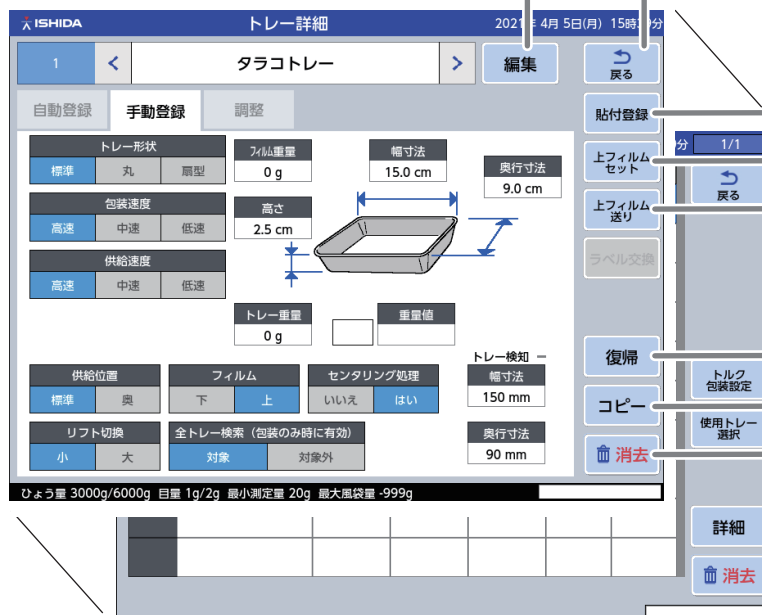 ISHIDA トレー詳細 2021年 4月 5日(月) 15時 分
1 < タラコトレー > 編集 戻る
自動登録 手動登録 調整 貼付登録
トレー形状
標準 丸 扇型
包装速度
高速 中速 低速
供給速度
高速 中速 低速
フィルム重量
0 g
幅寸法
15.0 cm
奥行寸法
9.0 cm
高さ
2.5 cm
トレー重量
0 g
重量値
上フィルム
セット
上フィルム
送り
ラベル交換
供給位置
標準 奥
フィルム
下 上
センタリング処理
いいえ はい
トレー検知
幅寸法
150 mm
リフト切換
小 大
全トレー検索（包装のみ時に有効）
対象 対象外
奥行寸法
90 mm
復帰
コピー
消去
ひょう量 3000g/6000g 目量 1g/2g 最小測定量 20g 最大風袋量 -999g
分 1/1
戻る
トルク
包装設定
使用トレー
選択
詳細
消去